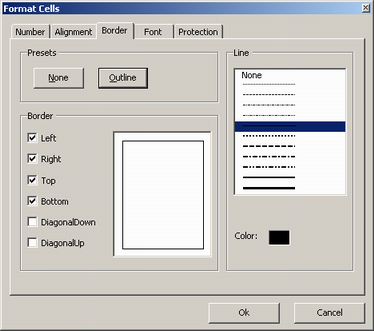 Format Cells
Number Alignment Border Font Protection
Presets
None Outline
Border
Left
Right
Top
Bottom
DiagonalDown
DiagonalUp
Line
None
Color:
Ok Cancel